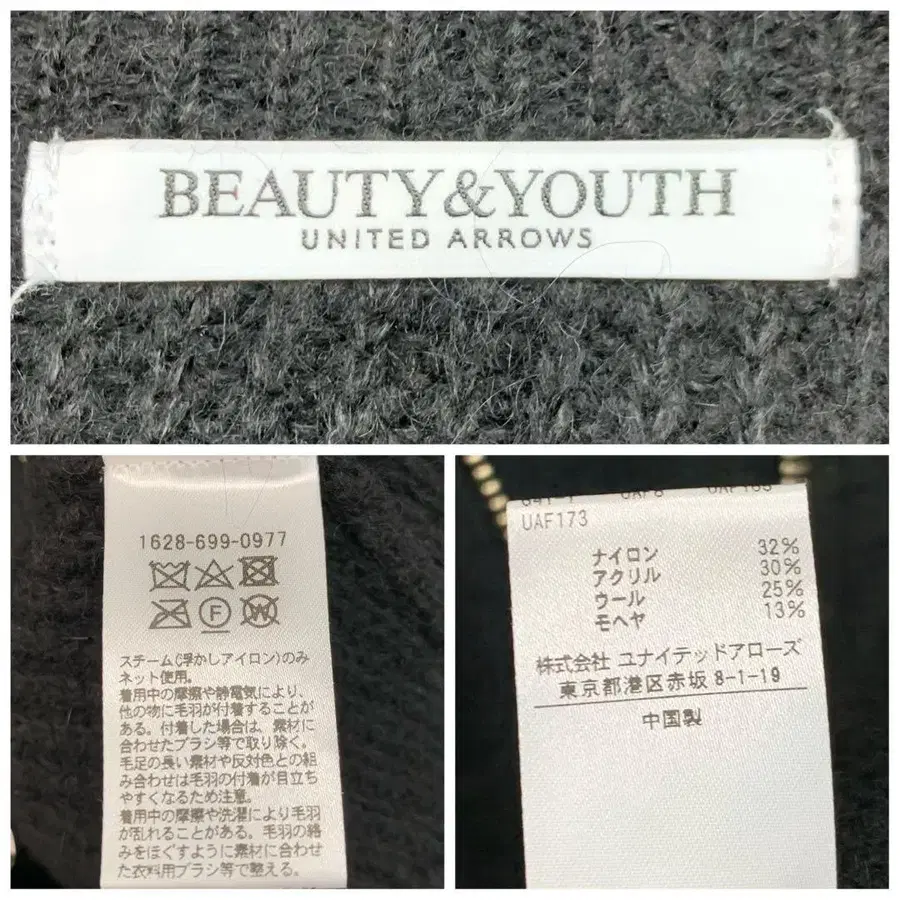 BEAUTY&YOUTH
UNITED ARROWS
1628-699-0977
F
W
スチーム(浮かしアイロン)のみ
ネット使用。
着用中の摩擦や静電気により、
他の物に毛羽が付着することが
ある。付着した場合は、素材に
合わせたブラシ等で取り除く。
毛足の長い素材や反対色との組
み合わせは毛羽の付着が目立ち
やすくなるため注意。
着用中の摩擦や洗濯により毛羽
が乱れることがある。毛羽の絡
みをほぐすように素材に合わせ
た衣料用ブラシ等で整える。
UAF173
ナイロン 32%
アクリル 30%
ウール 25%
モヘヤ 13%
株式会社 ユナイテッドアローズ
東京都港区赤坂 8-1-19
中国製